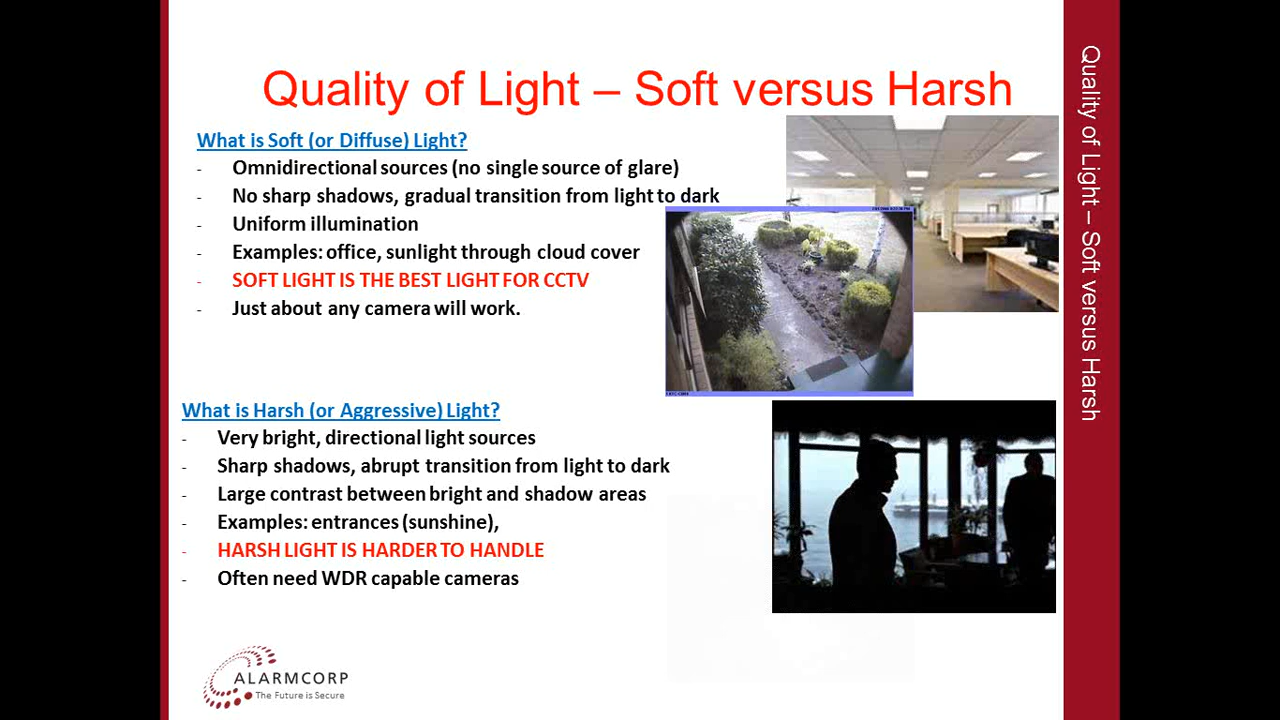 Quality of Light – Soft versus Harsh
What is Soft (or Diffuse) Light?
- Omnidirectional sources (no single source of glare)
- No sharp shadows, gradual transition from light to dark
- Uniform illumination
- Examples: office, sunlight through cloud cover
- SOFT LIGHT IS THE BEST LIGHT FOR CCTV
- Just about any camera will work.
What is Harsh (or Aggressive) Light?
- Very bright, directional light sources
- Sharp shadows, abrupt transition from light to dark
- Large contrast between bright and shadow areas
- Examples: entrances (sunshine),
- HARSH LIGHT IS HARDER TO HANDLE
- Often need WDR capable cameras
ALARMCORP
The Future is Secure
Quality of Light – Soft versus Harsh